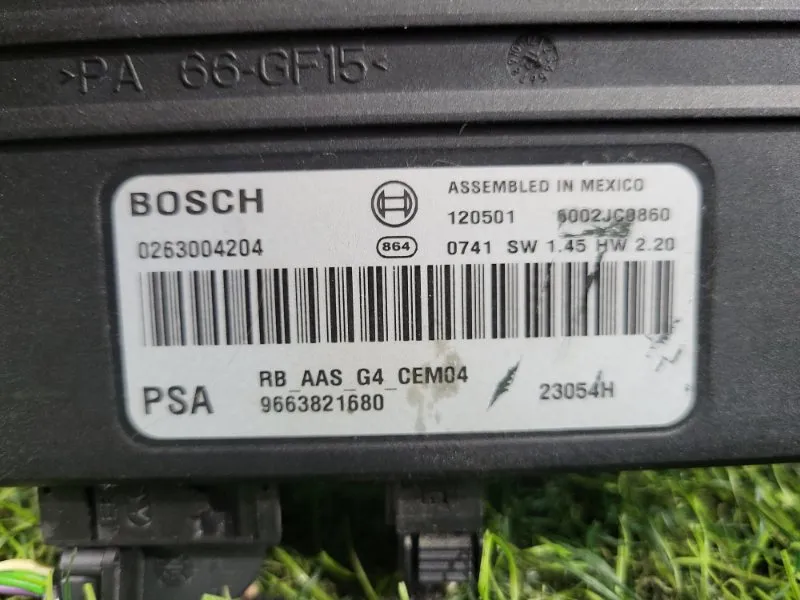 >PA 66-GF15<
BOSCH
ASSEMBLED IN MEXICO
120501 6002JC0860
0263004204
864
0741 SW 1.45 HW 2.20
RB_AAS_G4_CEM04
PSA
9663821680
23054H